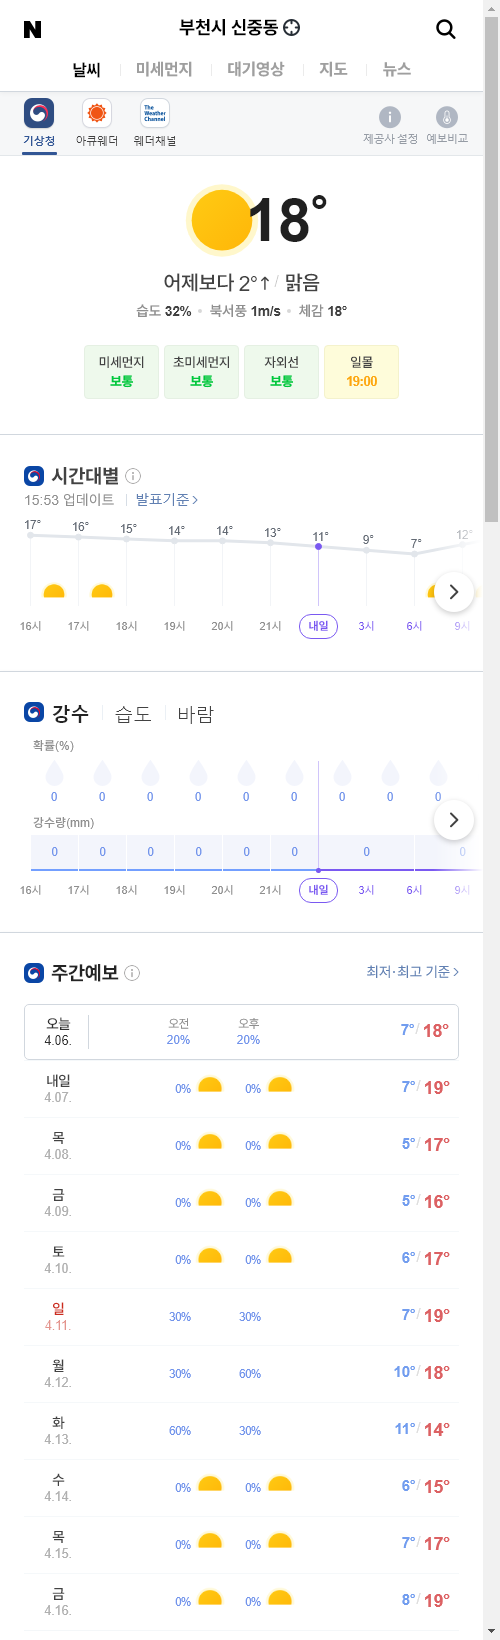 N
부천시 신중동
날씨 미세먼지 대기영상 지도 뉴스
The Weather Channel
기상청 아큐웨더 웨더채널 제공사 설정 예보비교
18°
어제보다 2°↑ / 맑음
습도 32% • 북서풍 1m/s • 체감 18°
미세먼지 초미세먼지 자외선 일몰
보통 보통 보통 19:00
시간대별
15:53 업데이트 발표기준 >
17° 16° 15° 14° 14° 13° 11° 9° 7° 12°
16시 17시 18시 19시 20시 21시 내일 3시 6시 9시
강수 습도 바람
확률(%)
0 0 0 0 0 0 0 0 0
강수량(mm)
0 0 0 0 0 0 0 0
16시 17시 18시 19시 20시 21시 내일 3시 6시 9시
주간예보 최저·최고 기준 >
오늘 오전 오후
4.06. 20% 20% 7° / 18°
내일
4.07. 0% 0% 7° / 19°
목
4.08. 0% 0% 5° / 17°
금
4.09. 0% 0% 5° / 16°
토
4.10. 0% 0% 6° / 17°
일
4.11. 30% 30% 7° / 19°
월
4.12. 30% 60% 10° / 18°
화
4.13. 60% 30% 11° / 14°
수
4.14. 0% 0% 6° / 15°
목
4.15. 0% 0% 7° / 17°
금
4.16. 0% 0% 8° / 19°